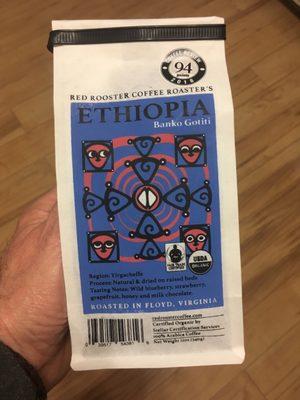 94
2018
RED ROOSTER COFFEE ROASTER'S
ETHIOPIA
Banko Gotiti
USDA
ORGANIC
Region: Yirgacheffe
Process: Natural & dried on raised beds
Tasting Notes: Wild blueberry, strawberry,
grapefruit, honey and milk chocolate.
ROASTED IN FLOYD, VIRGINIA
redroostercoffee.com
Certified Organic by
Stellar Certification Services
100% Arabica Coffee
Net Weight 12oz (340g)